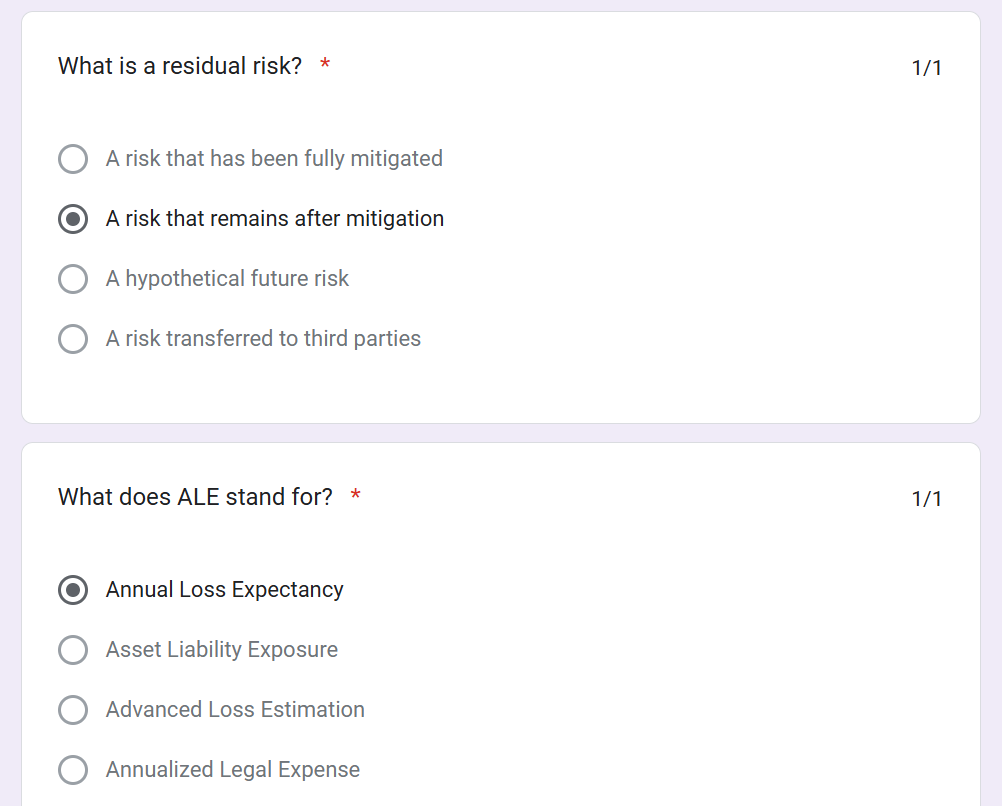 What is a residual risk? *
1/1
A risk that has been fully mitigated
A risk that remains after mitigation
A hypothetical future risk
A risk transferred to third parties
What does ALE stand for? *
1/1
Annual Loss Expectancy
Asset Liability Exposure
Advanced Loss Estimation
Annualized Legal Expense